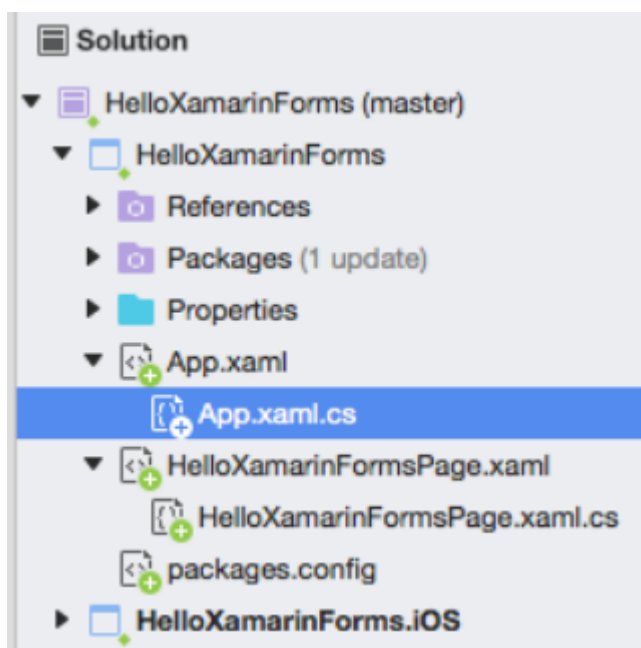 Solution
HelloXamarinForms (master)
HelloXamarinForms
References
Packages (1 update)
Properties
App.xaml
App.xaml.cs
HelloXamarinFormsPage.xaml
HelloXamarinFormsPage.xaml.cs
packages.config
HelloXamarinForms.iOS